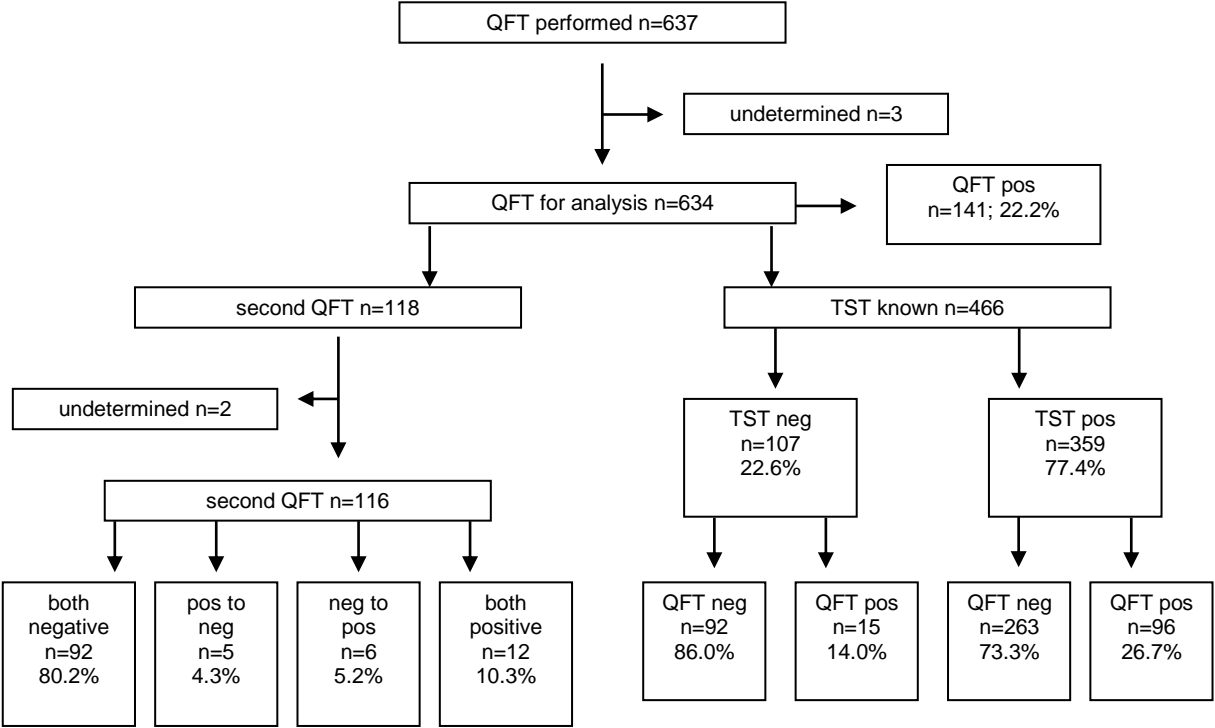 QFT performed n=637
undetermined n=3
QFT for analysis n=634
QFT pos
n=141; 22.2%
second QFT n=118
TST known n=466
undetermined n=2
TST neg
n=107
22.6%
TST pos
n=359
77.4%
second QFT n=116
both
negative
n=92
80.2%
pos to
neg
n=5
4.3%
neg to
pos
n=6
5.2%
both
positive
n=12
10.3%
QFT neg
n=92
86.0%
QFT pos
n=15
14.0%
QFT neg
n=263
73.3%
QFT pos
n=96
26.7%